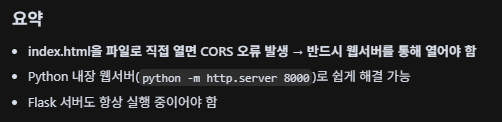 요약
• index.html을 파일로 직접 열면 CORS 오류 발생 → 반드시 웹서버를 통해 열어야 함
• Python 내장 웹서버(python -m http.server 8000)로 쉽게 해결 가능
• Flask 서버도 항상 실행 중이어야 함